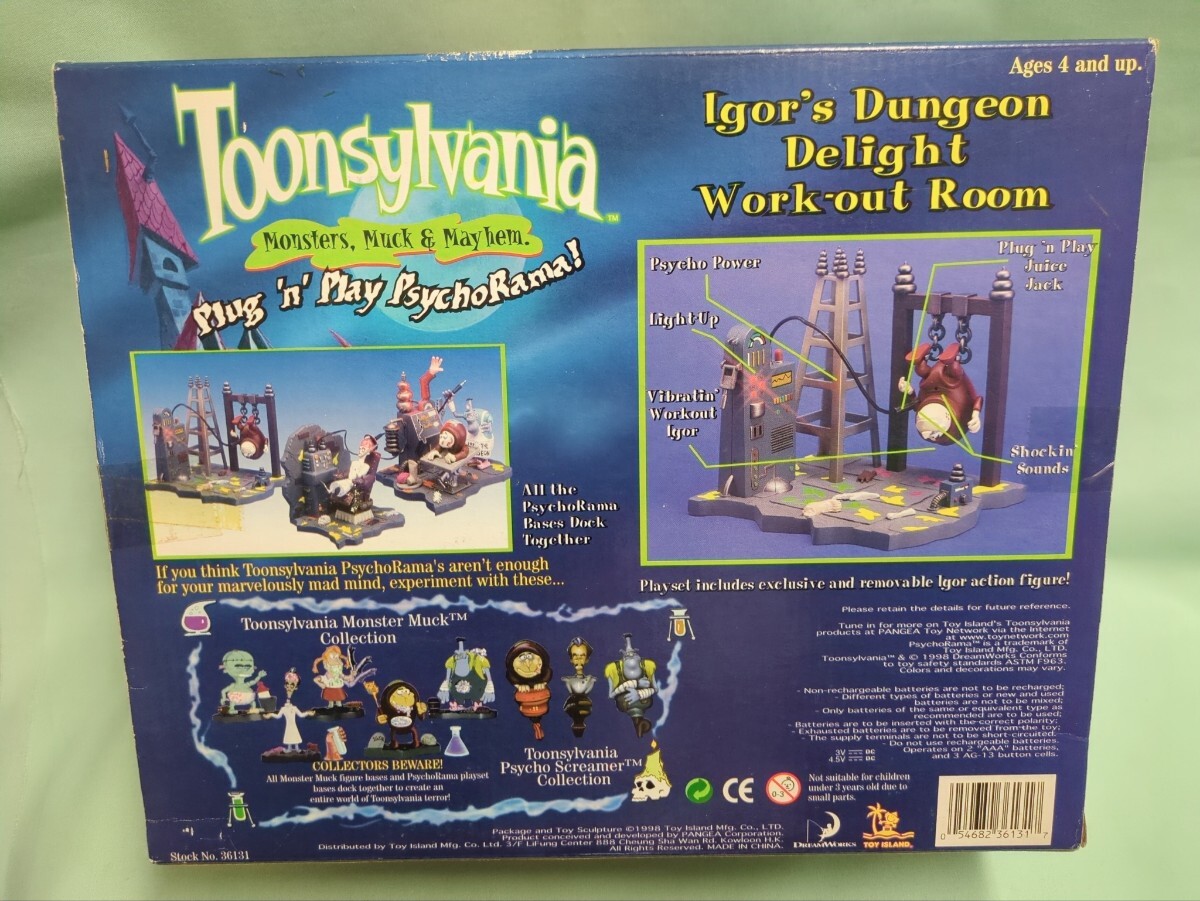 Ages 4 and up.
Toonsylvania™
Monsters, Muck & Mayhem.
Plug 'n' Play PsychoRama!
Igor's Dungeon
Delight
Work-out Room
Psycho Power
Light-Up
Vibratin'
Workout
Igor
Plug 'n Play
Juice
Jack
Shockin'
Sounds
All the
PsychoRama
Bases Dock
Together
If you think Toonsylvania PsychoRama's aren't enough
for your marvelously mad mind, experiment with these...
Playset includes exclusive and removable Igor action figure!
Toonsylvania Monster Muck™
Collection
COLLECTORS BEWARE!
All Monster Muck figure bases and PsychoRama playset
bases dock together to create an
entire world of Toonsylvania terror!
Toonsylvania
Psycho Screamer™
Collection
Please retain the details for future reference.
Tune in for more on Toy Island's Toonsylvania
products at PANGEA Toy Network via the Internet
at www.toynetwork.com
PsychoRama™ is a trademark of
Toy Island Mfg. Co., LTD.
Toonsylvania™ & © 1998 DreamWorks Conforms
to toy safety standards ASTM F963.
Colors and decorations may vary.
- Non-rechargeable batteries are not to be recharged;
- Different types of batteries or new and used
batteries are not to be mixed;
- Only batteries of the same or equivalent type as
recommended are to be used;
- Batteries are to be inserted with the correct polarity;
- Exhausted batteries are to be removed from the toy;
- The supply terminals are not to be short-circuited.
- Do not use rechargeable batteries.
Operates on 2 "AAA" batteries,
and 3 AG-13 button cells.
3V DC
4.5V DC
CE
0-3
Not suitable for children
under 3 years old due to
small parts.
Package and Toy Sculpture ©1998 Toy Island Mfg. Co., LTD.
Product conceived and developed by PANGEA Corporation.
Distributed by Toy Island Mfg. Co. Ltd. 3/F LiFung Center 888 Cheung Sha Wan Rd. Kowloon H.K.
All Rights Reserved. MADE IN CHINA.
DREAMWORKS
TOY ISLAND
0 54682 36131 7
Stock No. 36131